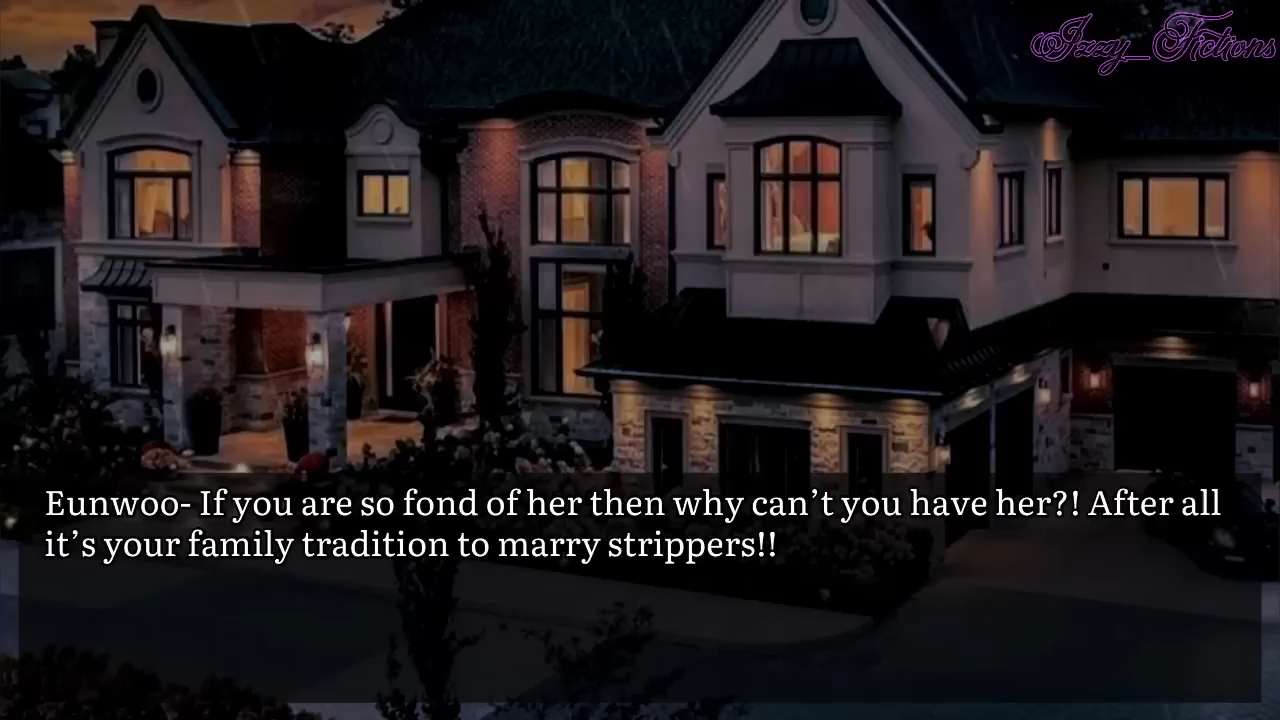 Izzy_Fictions
Eunwoo- If you are so fond of her then why can’t you have her?! After all
it’s your family tradition to marry strippers!!